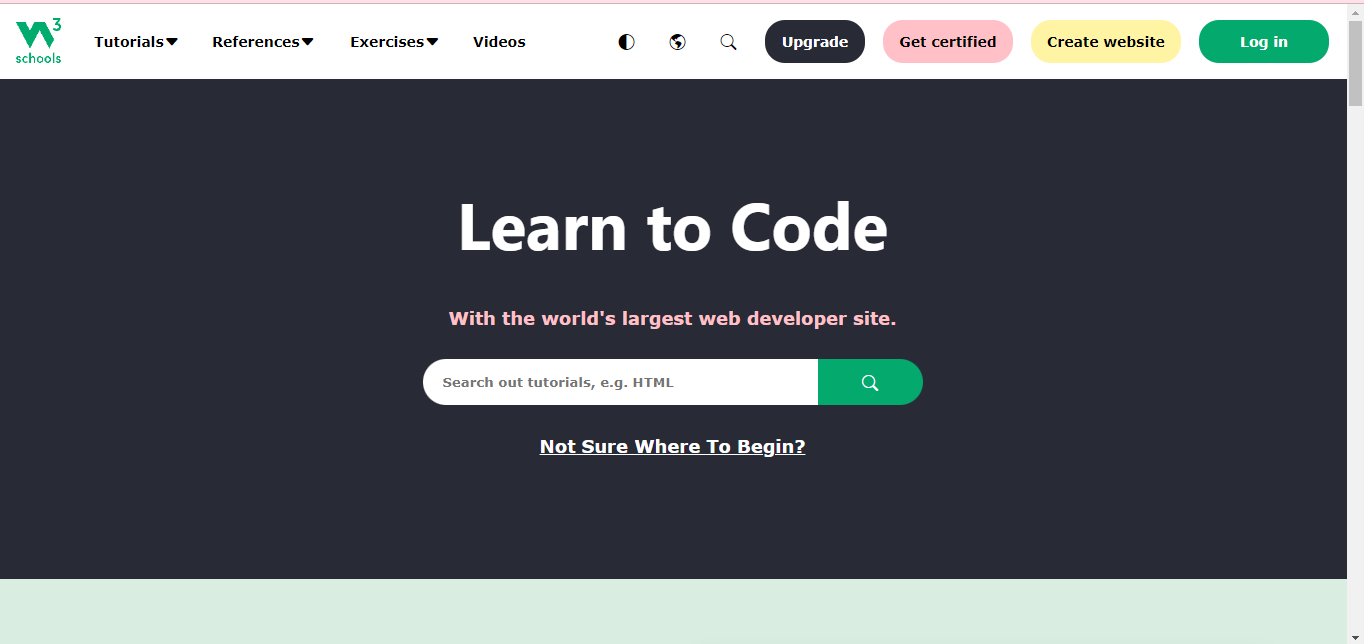 W3 schools
Tutorials References Exercises Videos Upgrade Get certified Create website Log in
Learn to Code
With the world's largest web developer site.
Search out tutorials, e.g. HTML
Not Sure Where To Begin?